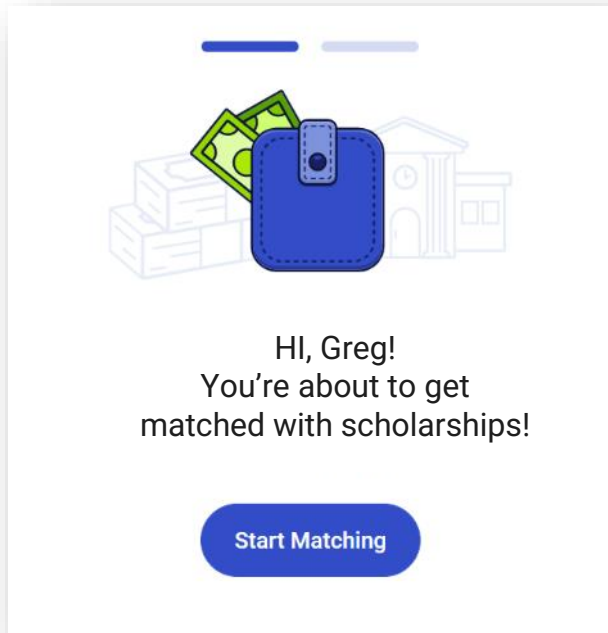 HI, Greg!
You’re about to get
matched with scholarships!
Start Matching